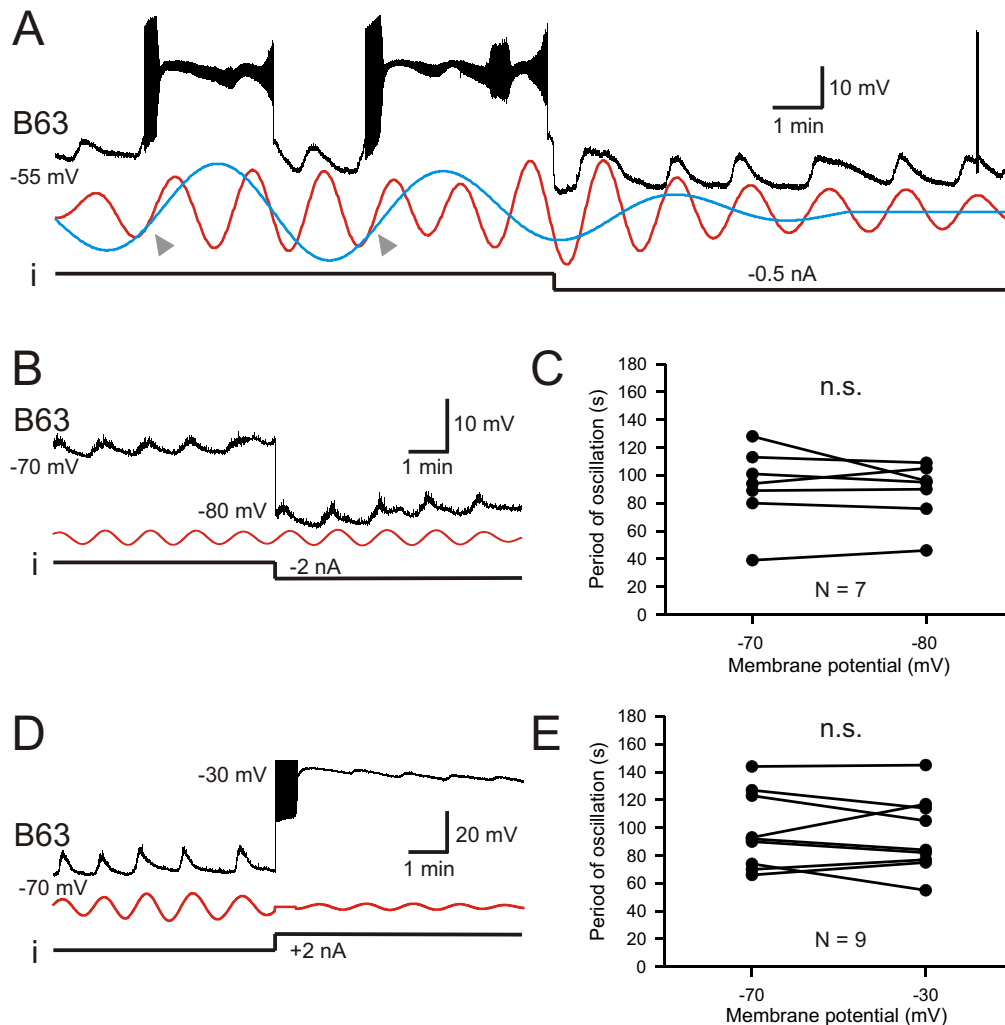 A
B63
-55 mV
10 mV
1 min
i
-0.5 nA
B
B63
-70 mV
10 mV
1 min
-80 mV
i
-2 nA
C
n.s.
Period of oscillation (s)
180
160
140
120
100
80
60
40
20
0
N = 7
-70
-80
Membrane potential (mV)
D
-30 mV
B63
20 mV
1 min
-70 mV
i
+2 nA
E
n.s.
Period of oscillation (s)
180
160
140
120
100
80
60
40
20
0
N = 9
-70
-30
Membrane potential (mV)